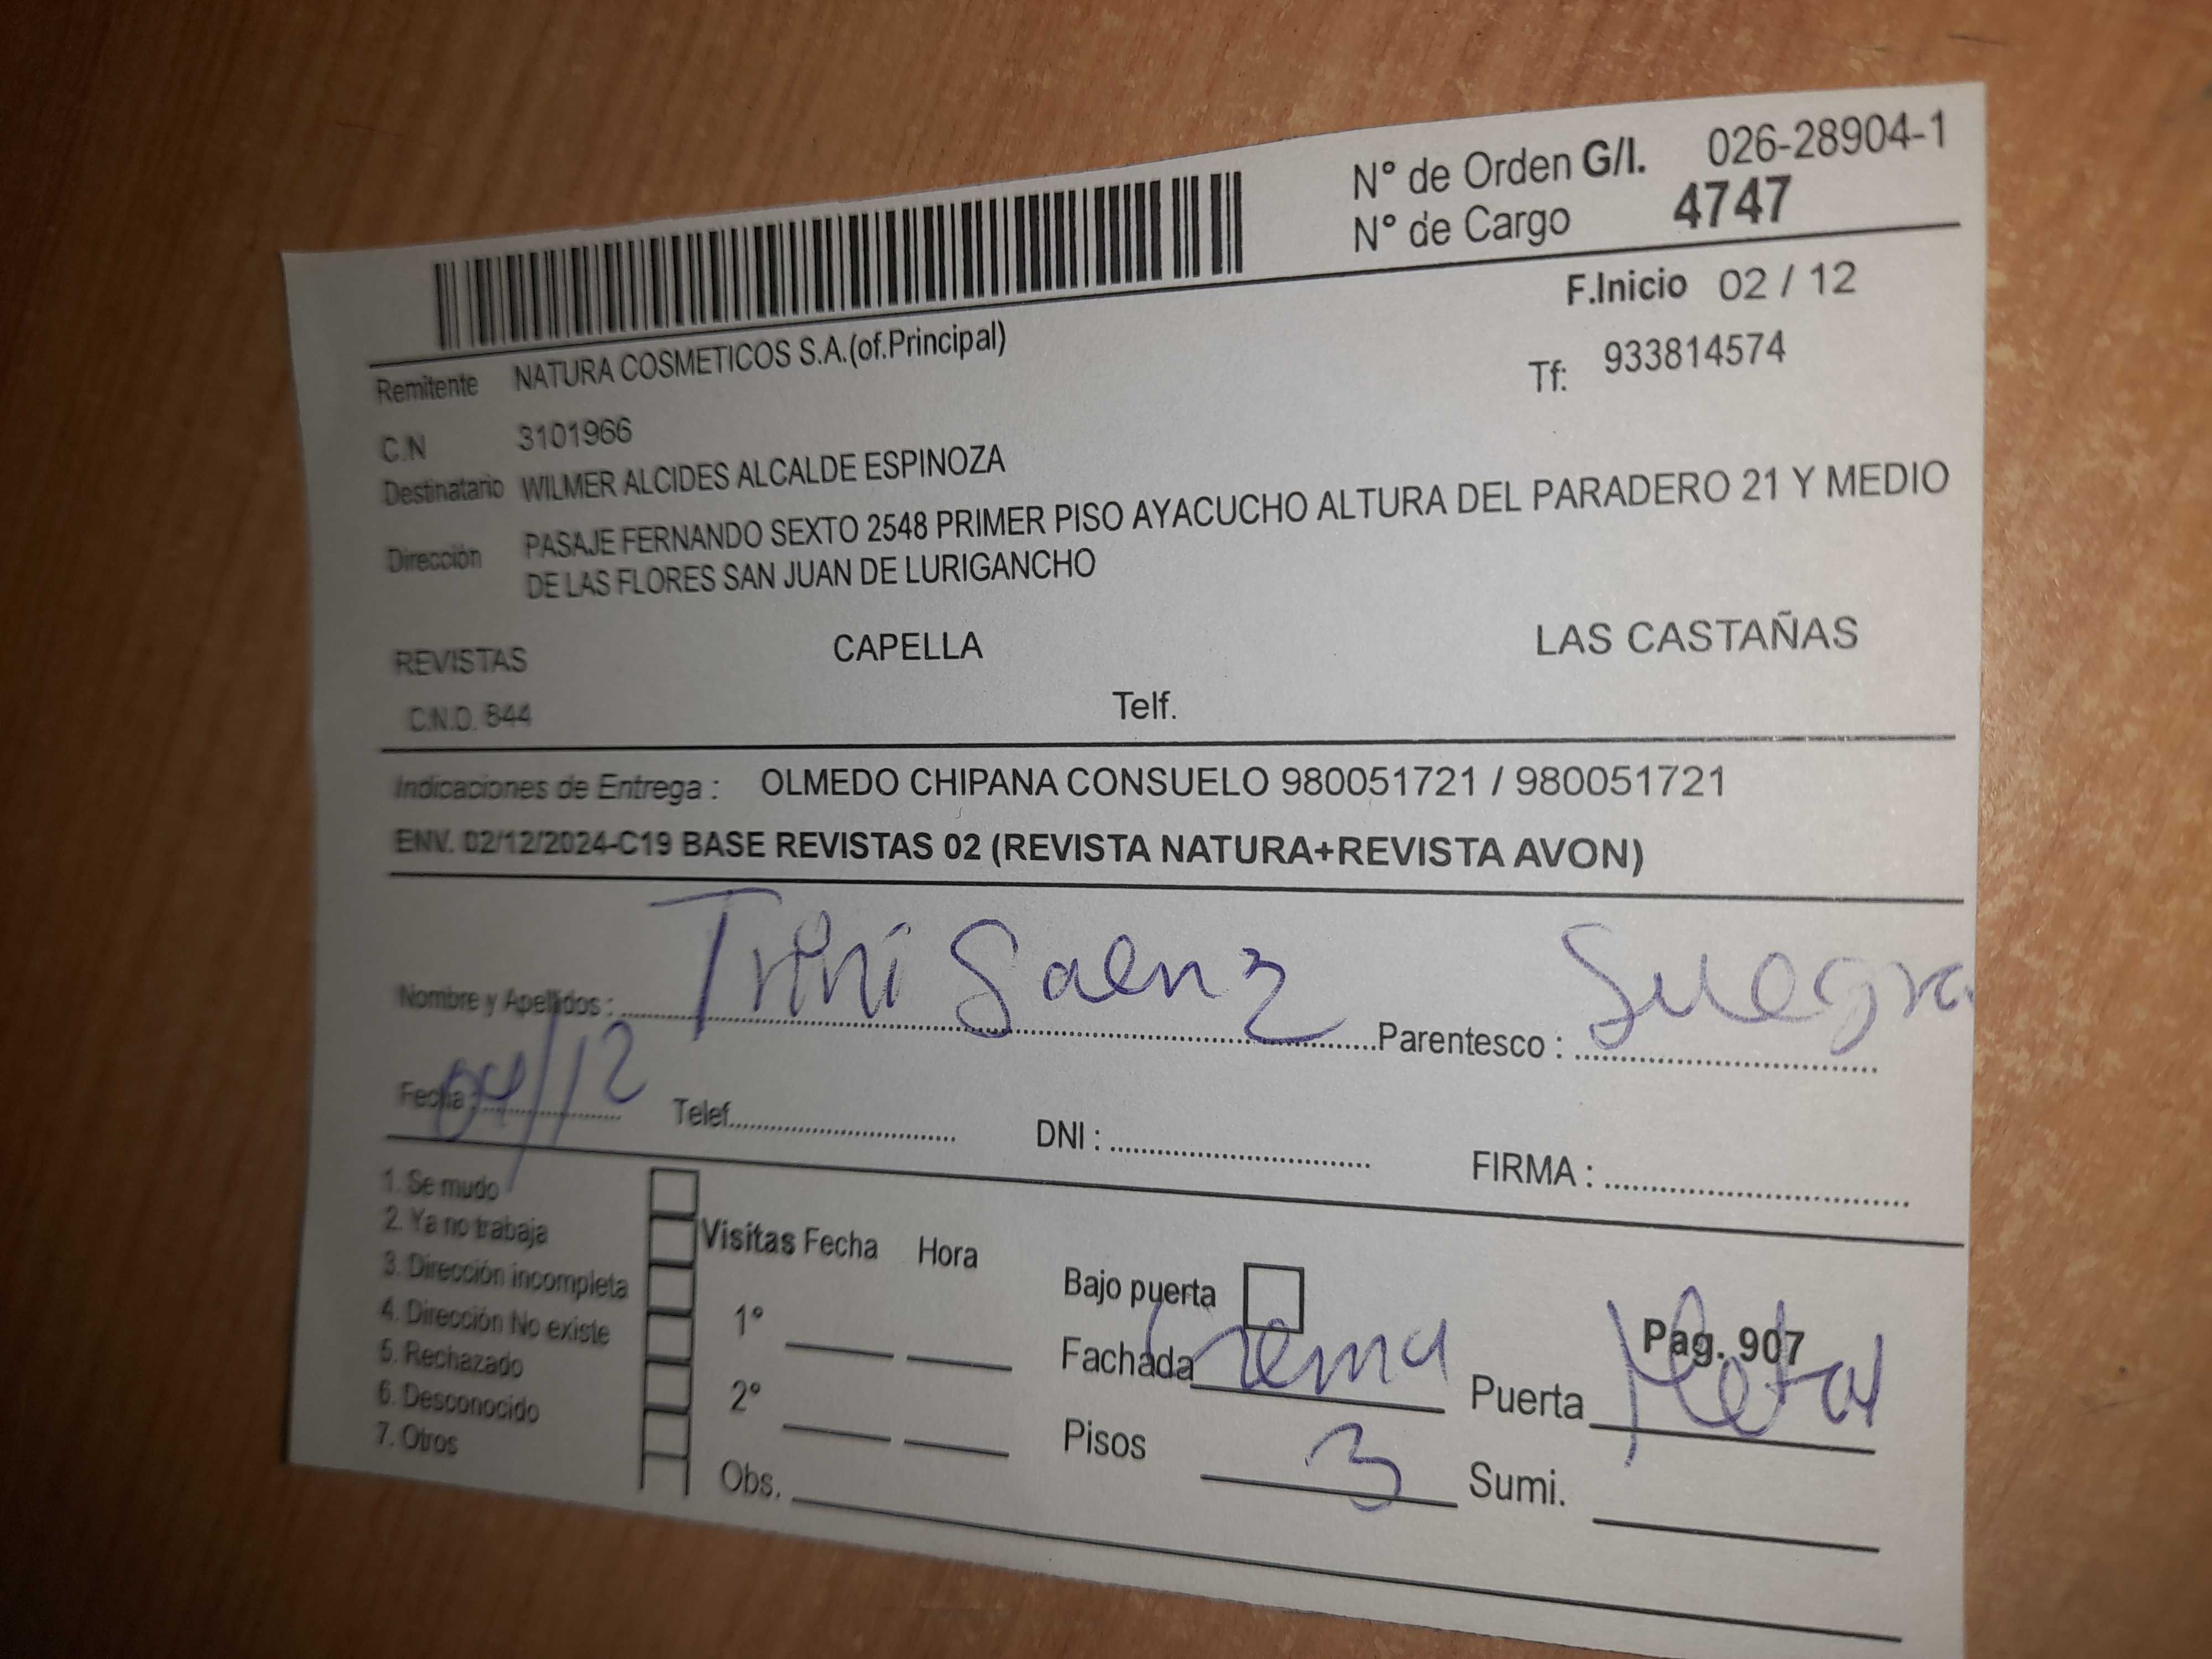 N° de Orden G/I. 026-28904-1
N° de Cargo 4747
F.Inicio 02 / 12
Remitente NATURA COSMETICOS S.A.(of.Principal)
Tf: 933814574
C.N 3101966
Destinatario WILMER ALCIDES ALCALDE ESPINOZA
Dirección PASAJE FERNANDO SEXTO 2548 PRIMER PISO AYACUCHO ALTURA DEL PARADERO 21 Y MEDIO
DE LAS FLORES SAN JUAN DE LURIGANCHO
REVISTAS CAPELLA LAS CASTAÑAS
C.N.D. 844 Telf.
Indicaciones de Entrega : OLMEDO CHIPANA CONSUELO 980051721 / 980051721
ENV. 02/12/2024-C19 BASE REVISTAS 02 (REVISTA NATURA+REVISTA AVON)
Nombre y Apellidos : Trini Saenz Parentesco : Suegra
Fecha : 04/12 Telef. DNI : FIRMA :
1. Se mudo
2. Ya no trabaja
3. Dirección incompleta
4. Dirección No existe
5. Rechazado
6. Desconocido
7. Otros
Visitas Fecha Hora
1°
2°
Obs.
Bajo puerta
Pag. 907
Fachada Crema Puerta Metal
Pisos 3 Sumi.